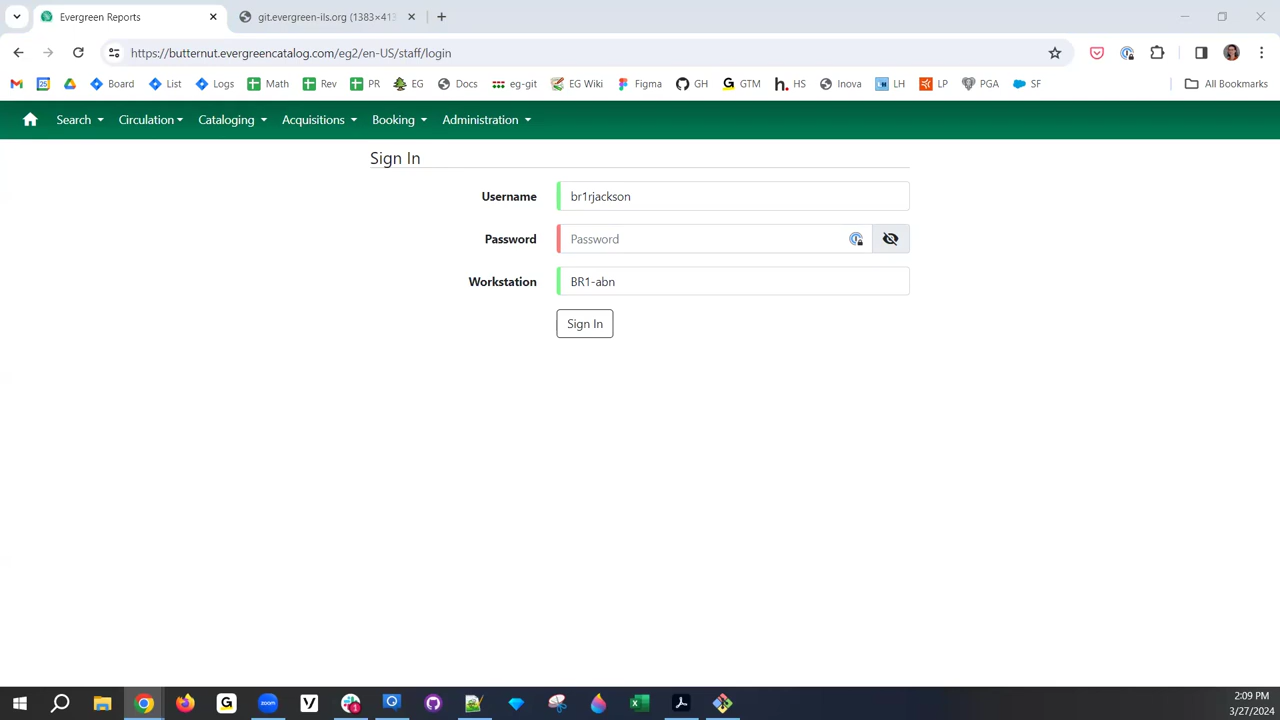 Evergreen Reports
git.evergreen-ils.org (1383×413
https://butternut.evergreencatalog.com/eg2/en-US/staff/login
Board List Logs Math Rev PR EG Docs eg-git EG Wiki Figma GH GTM HS Inova LH LP PGA SF All Bookmarks
Search Circulation Cataloging Acquisitions Booking Administration
Sign In
Username br1rjackson
Password Password
Workstation BR1-abn
Sign In
2:09 PM
3/27/2024